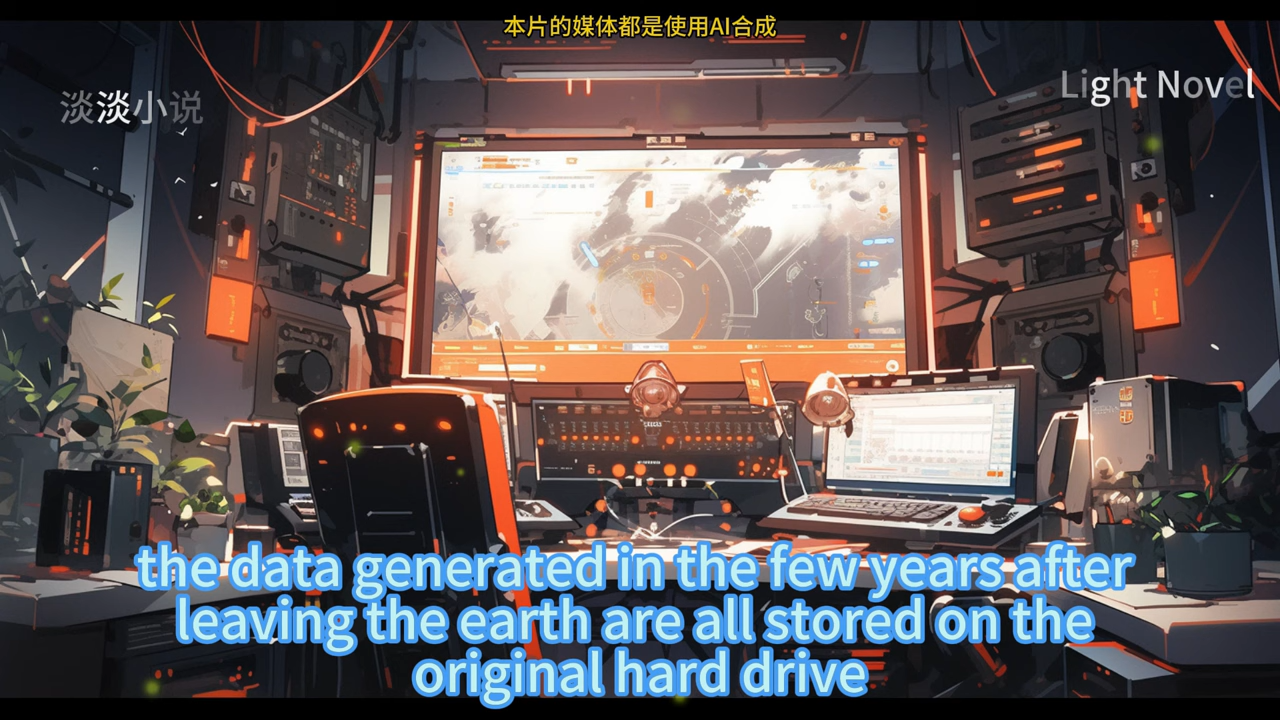 本片的媒体都是使用AI合成
淡淡小说
Light Novel
the data generated in the few years after
leaving the earth are all stored on the
original hard drive